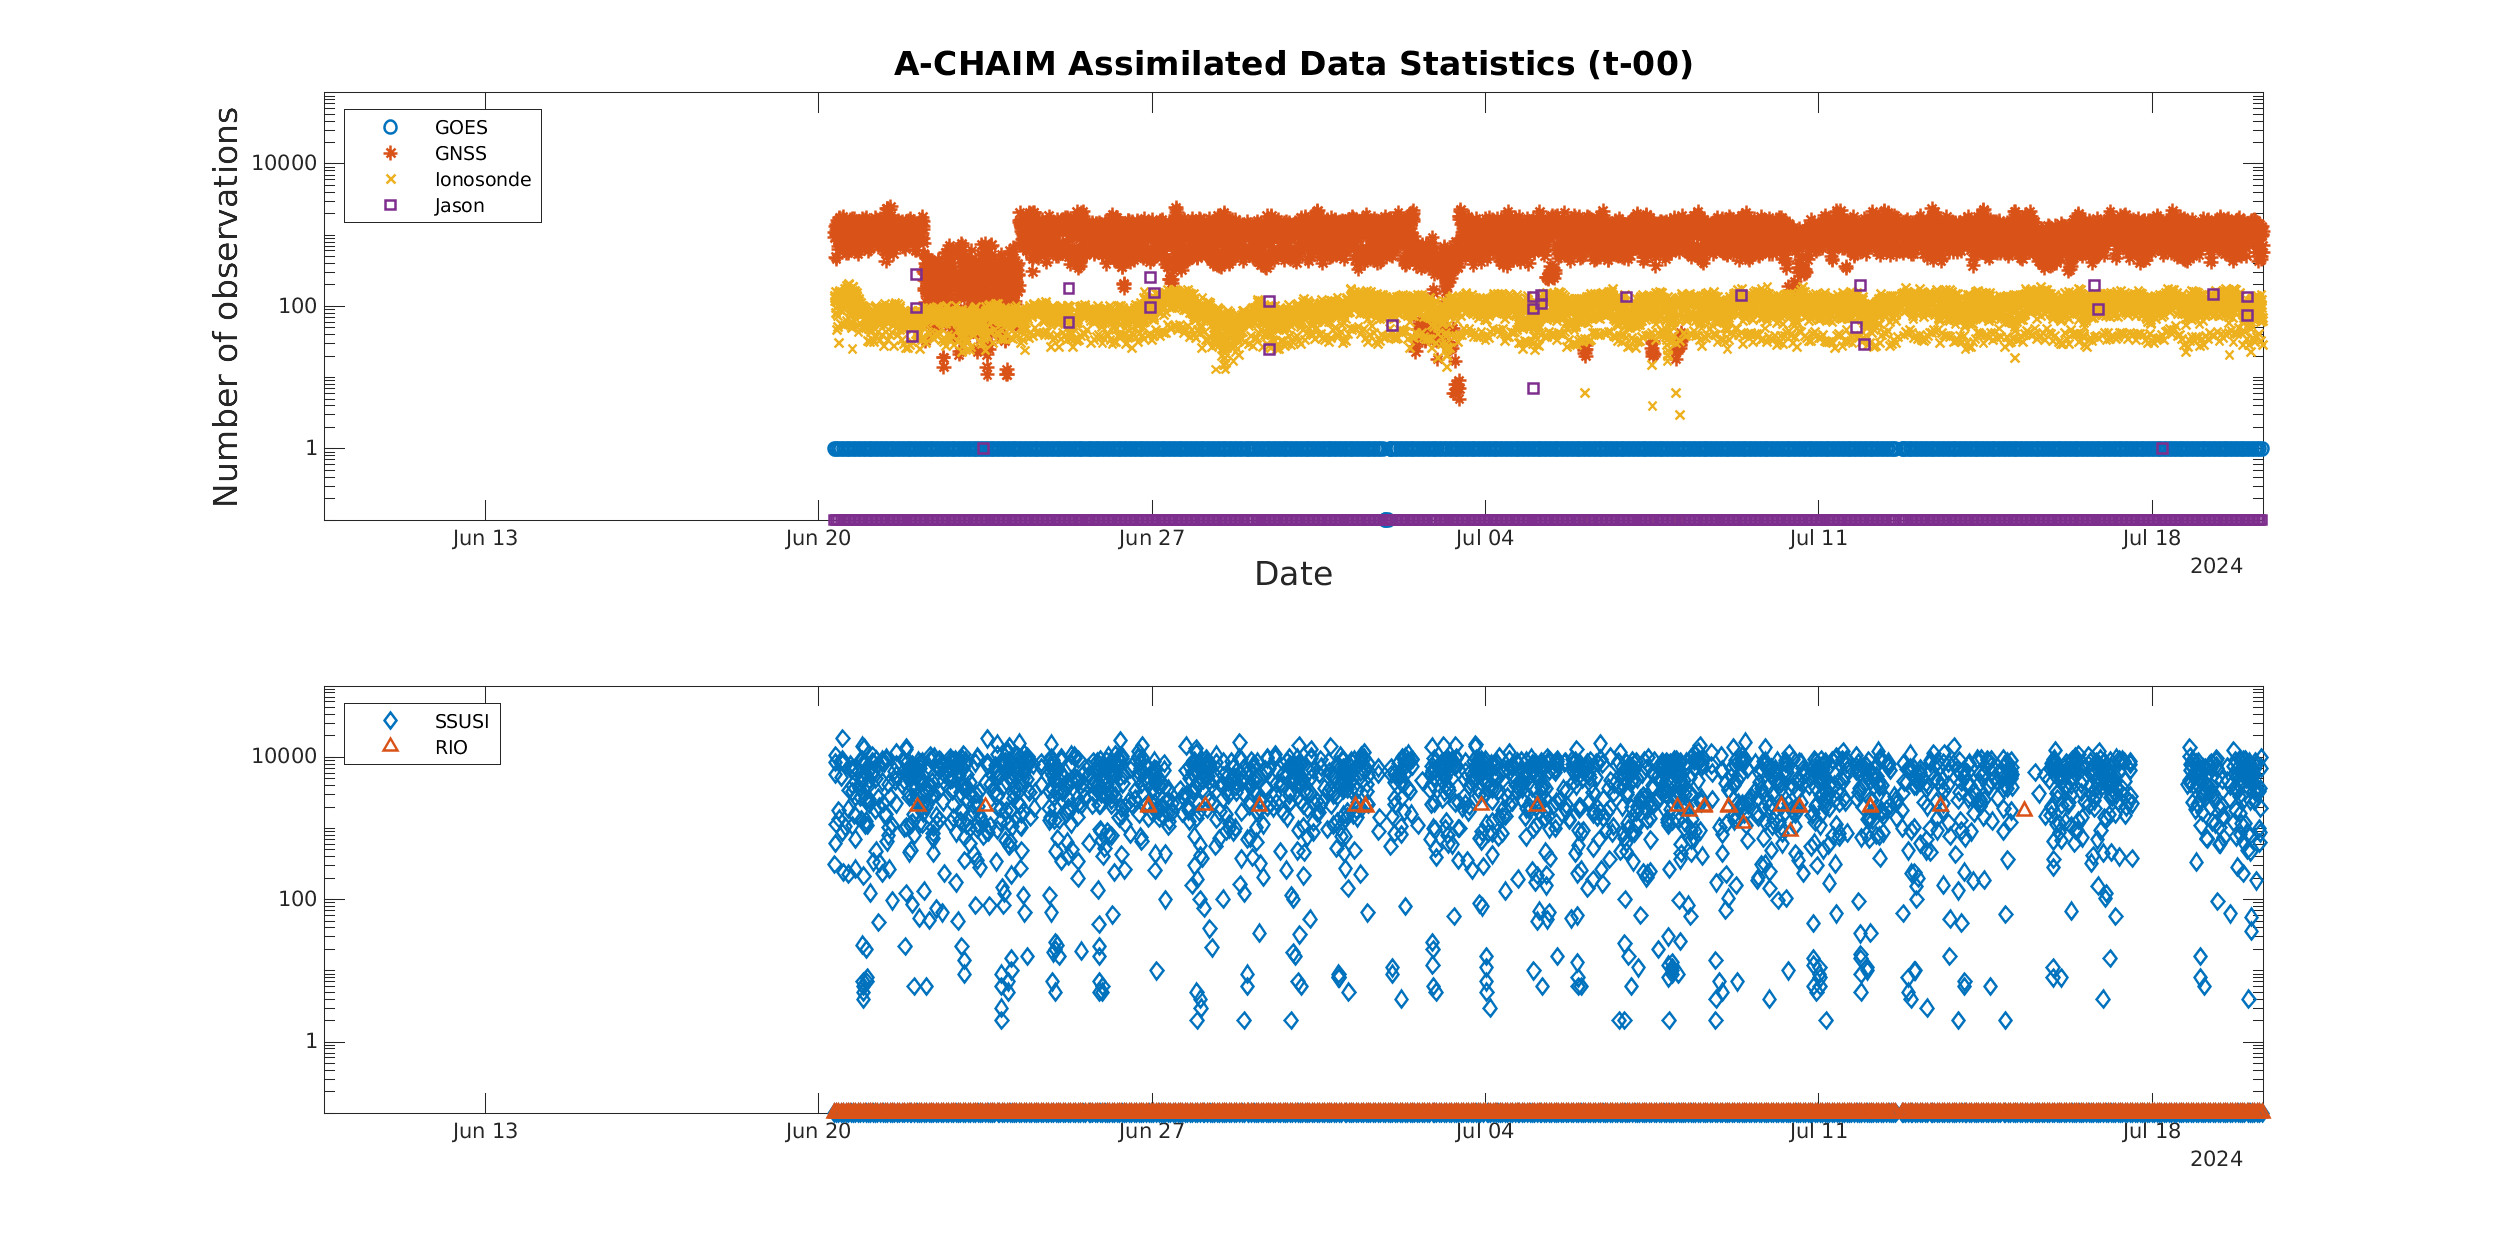 A-CHAIM Assimilated Data Statistics (t-00)
Number of observations
10000
100
1
GOES
GNSS
Ionosonde
Jason
Jun 13
Jun 20
Jun 27
Jul 04
Jul 11
Jul 18
2024
Date
10000
100
1
SSUSI
RIO
Jun 13
Jun 20
Jun 27
Jul 04
Jul 11
Jul 18
2024